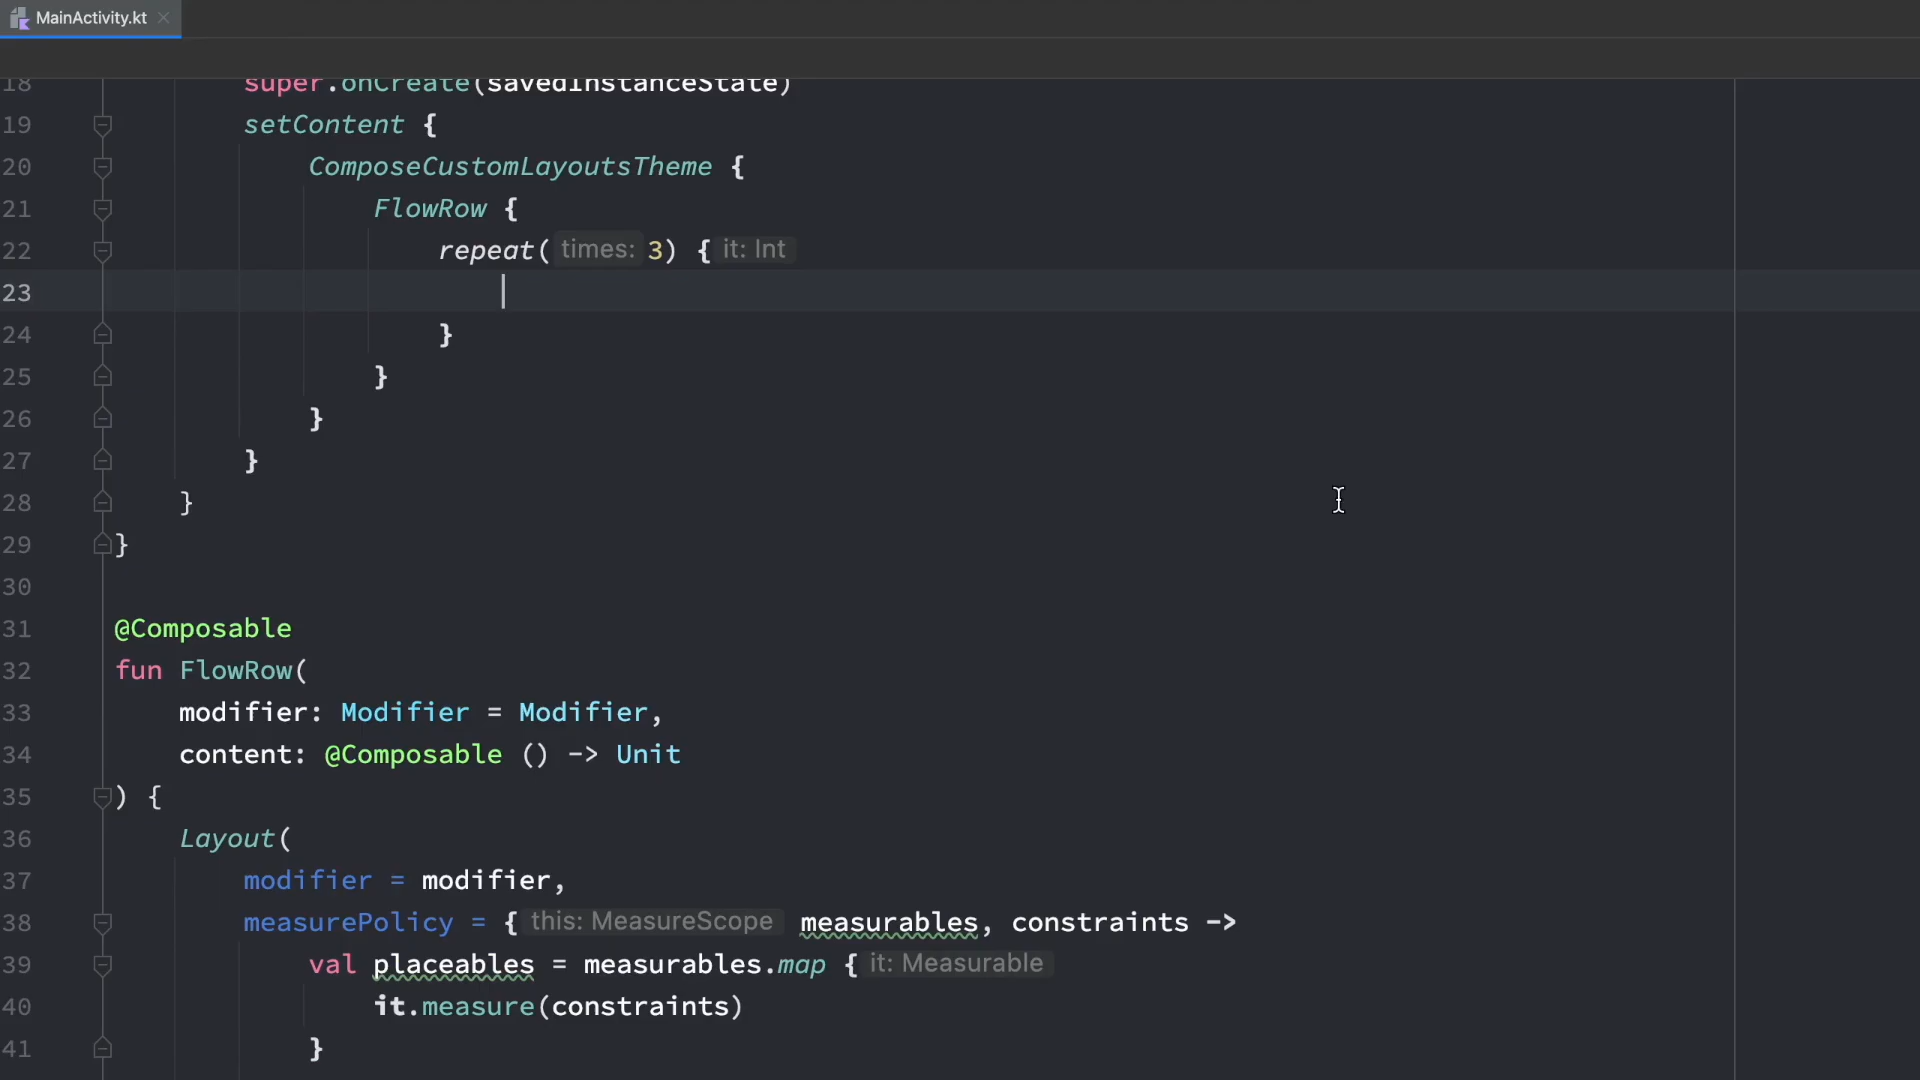 MainActivity.kt
18 super.onCreate(savedInstanceState)
19 setContent {
20 ComposeCustomLayoutsTheme {
21 FlowRow {
22 repeat( times: 3) { it: Int
23
24 }
25 }
26 }
27 }
28 }
29 }
30
31 @Composable
32 fun FlowRow(
33 modifier: Modifier = Modifier,
34 content: @Composable () -> Unit
35 ) {
36 Layout(
37 modifier = modifier,
38 measurePolicy = { this: MeasureScope measurables, constraints ->
39 val placeables = measurables.map { it: Measurable
40 it.measure(constraints)
41 }